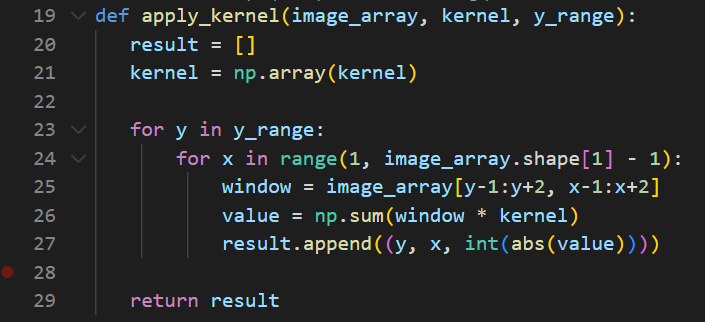 19 def apply_kernel(image_array, kernel, y_range):
20     result = []
21     kernel = np.array(kernel)
22
23     for y in y_range:
24         for x in range(1, image_array.shape[1] - 1):
25             window = image_array[y-1:y+2, x-1:x+2]
26             value = np.sum(window * kernel)
27             result.append((y, x, int(abs(value))))
28
29     return result